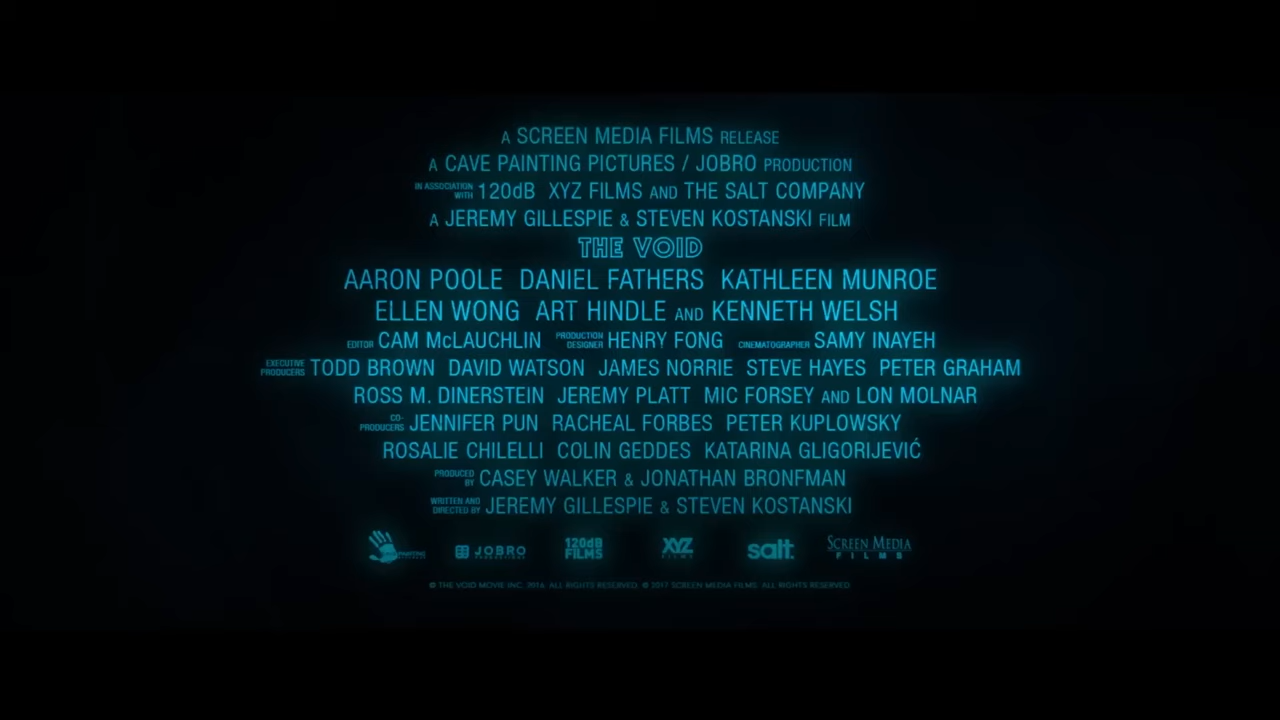 A SCREEN MEDIA FILMS RELEASE
A CAVE PAINTING PICTURES / JOBRO PRODUCTION
IN ASSOCIATION WITH 120dB XYZ FILMS AND THE SALT COMPANY
A JEREMY GILLESPIE & STEVEN KOSTANSKI FILM
THE VOID
AARON POOLE DANIEL FATHERS KATHLEEN MUNROE
ELLEN WONG ART HINDLE AND KENNETH WELSH
EDITOR CAM McLAUCHLIN PRODUCTION DESIGNER HENRY FONG CINEMATOGRAPHER SAMY INAYEH
EXECUTIVE PRODUCERS TODD BROWN DAVID WATSON JAMES NORRIE STEVE HAYES PETER GRAHAM
ROSS M. DINERSTEIN JEREMY PLATT MIC FORSEY AND LON MOLNAR
CO-PRODUCERS JENNIFER PUN RACHEAL FORBES PETER KUPLOWSKY
ROSALIE CHILELLI COLIN GEDDES KATARINA GLIGORIJEVIĆ
PRODUCED BY CASEY WALKER & JONATHAN BRONFMAN
WRITTEN AND DIRECTED BY JEREMY GILLESPIE & STEVEN KOSTANSKI
PAINTING JOBRO PRODUCTIONS 120dB FILMS XYZ FILMS salt. SCREEN MEDIA FILMS
© THE VOID MOVIE INC. 2016. ALL RIGHTS RESERVED. © 2017 SCREEN MEDIA FILMS. ALL RIGHTS RESERVED